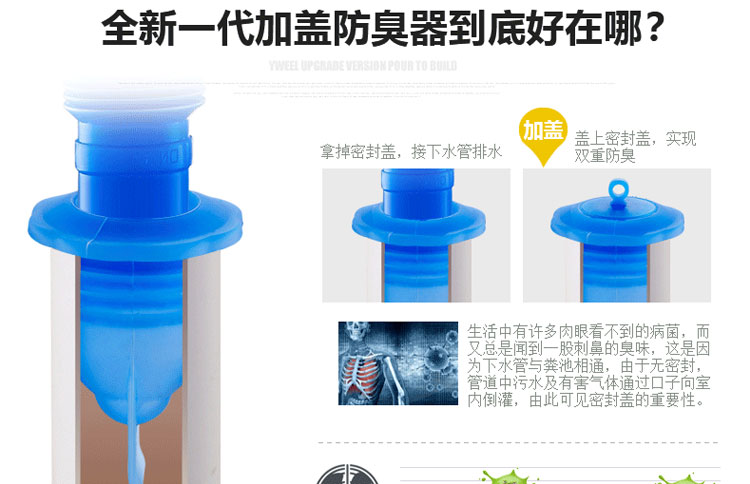 全新一代加盖防臭器到底好在哪？
YWEEL UPGRADE VERSION POUR TO BUILD
加盖
拿掉密封盖，接下水管排水
盖上密封盖，实现
双重防臭
生活中有许多肉眼看不到的病菌，而
又总是闻到一股刺鼻的臭味，这是因
为下水管与粪池相通，由于无密封，
管道中污水及有害气体通过口子向室
内倒灌，由此可见密封盖的重要性。